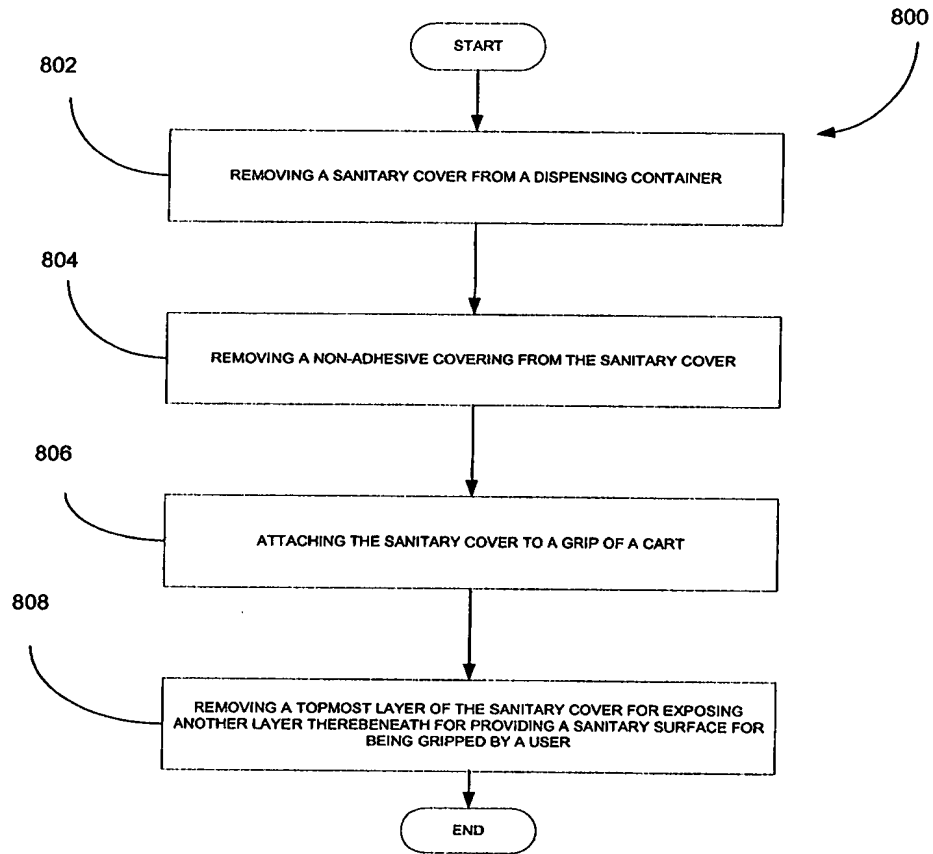 START
800
802
REMOVING A SANITARY COVER FROM A DISPENSING CONTAINER
804
REMOVING A NON-ADHESIVE COVERING FROM THE SANITARY COVER
806
ATTACHING THE SANITARY COVER TO A GRIP OF A CART
808
REMOVING A TOPMOST LAYER OF THE SANITARY COVER FOR EXPOSING
ANOTHER LAYER THEREBENEATH FOR PROVIDING A SANITARY SURFACE FOR
BEING GRIPPED BY A USER
END